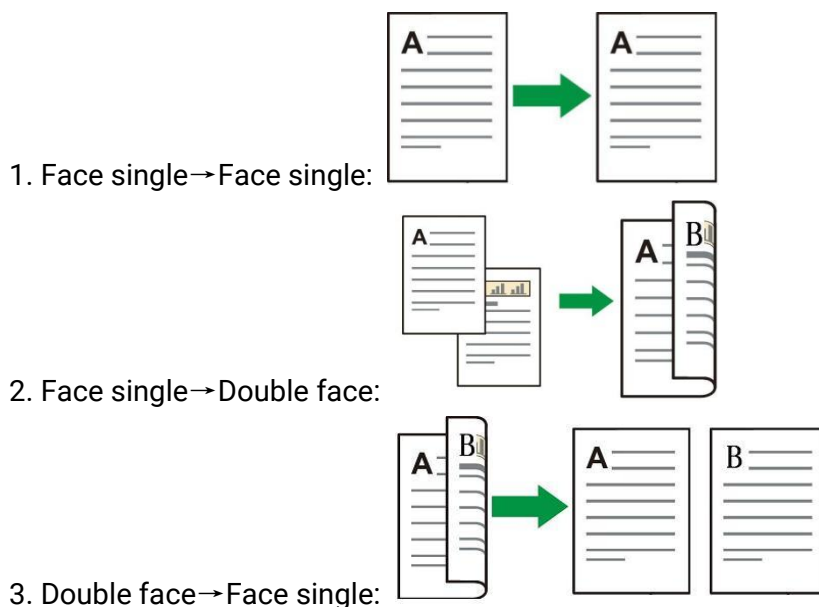 A A
1. Face single→Face single:
A A B
2. Face single→Double face:
A B A B
3. Double face→Face single: